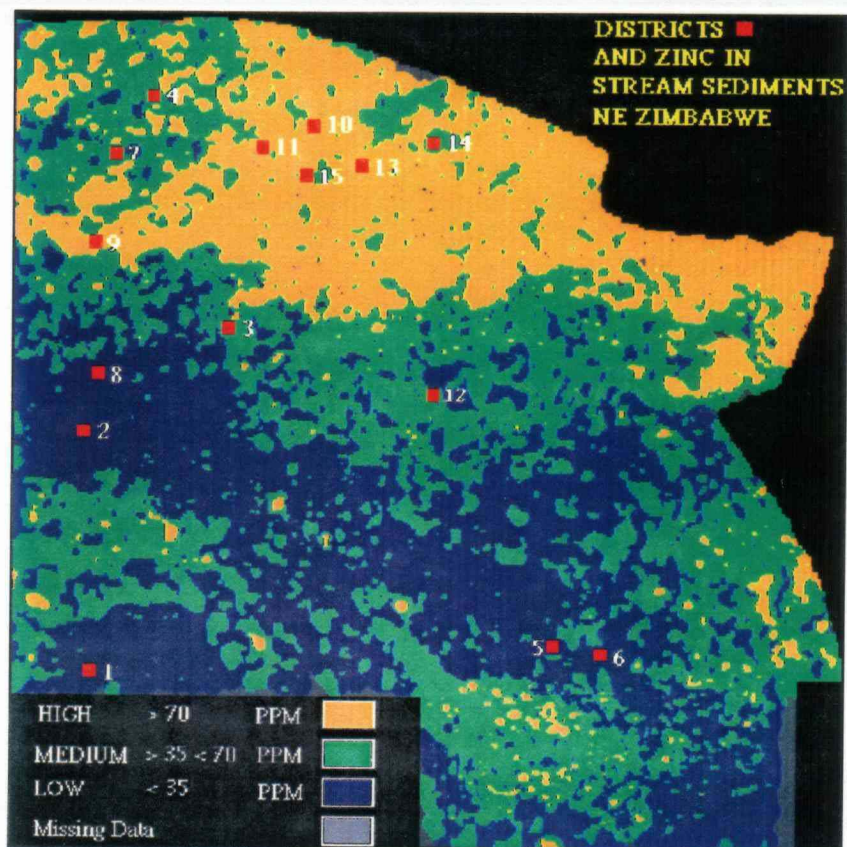 DISTRICTS
AND ZINC IN
STREAM SEDIMENTS
NE ZIMBABWE
4
10
11
14
7
13
15
9
3
8
12
2
5
6
1
HIGH > 70 PPM
MEDIUM > 35 < 70 PPM
LOW < 35 PPM
Missing Data